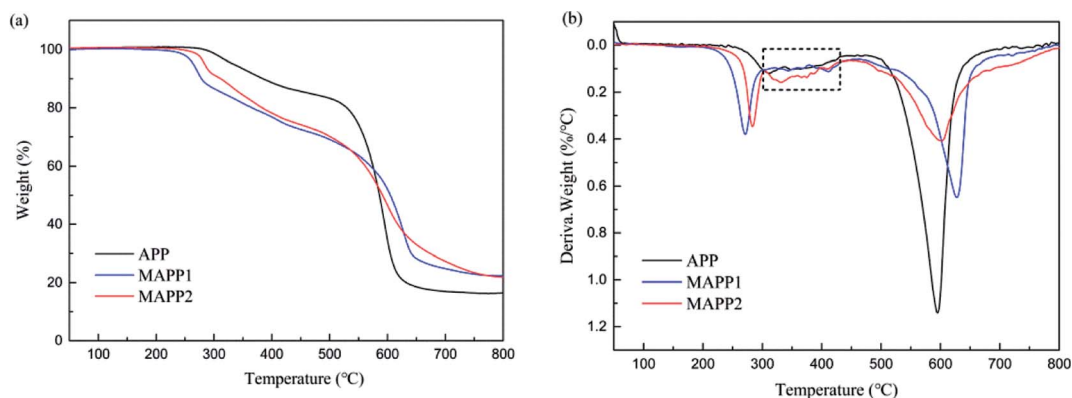 (a)
100
80
60
40
20
0
Weight (%)
APP
MAPP1
MAPP2
100 200 300 400 500 600 700 800
Temperature (℃)
(b)
0.0
0.2
0.4
0.6
0.8
1.0
1.2
Deriva.Weight (%/℃)
APP
MAPP1
MAPP2
100 200 300 400 500 600 700 800
Temperature (℃)